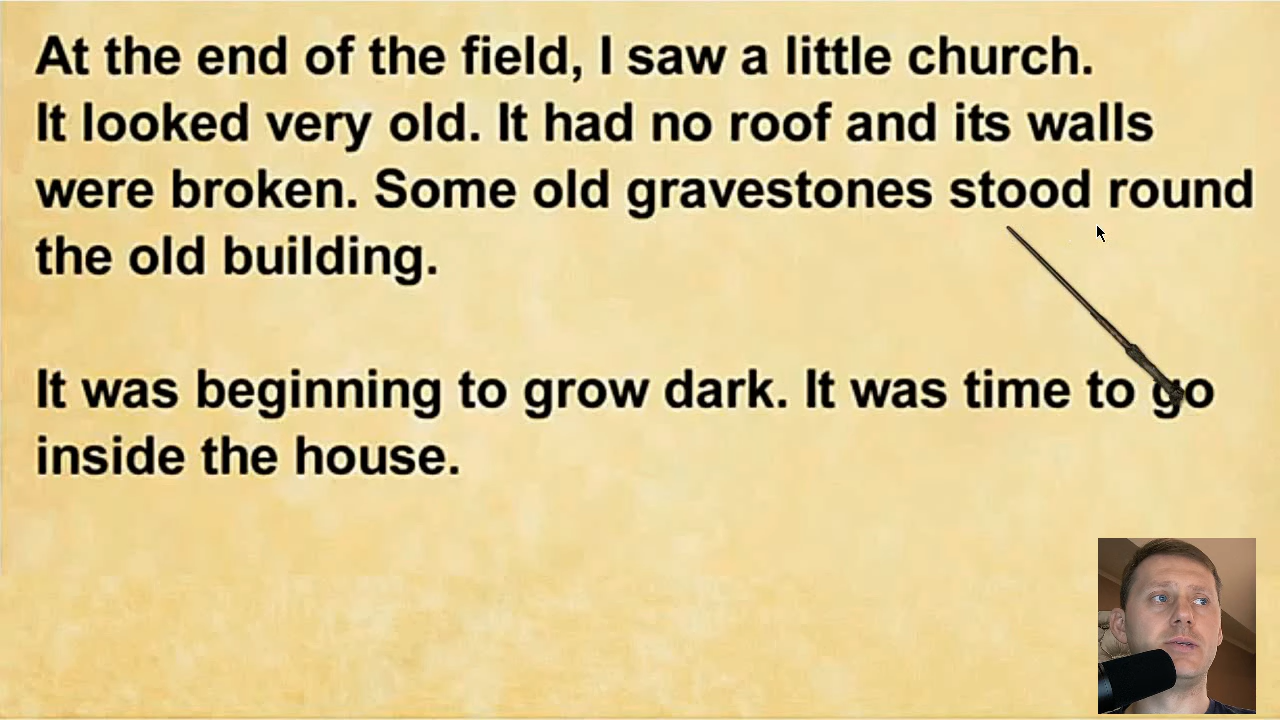 At the end of the field, I saw a little church.
It looked very old. It had no roof and its walls
were broken. Some old gravestones stood round
the old building.
It was beginning to grow dark. It was time to go
inside the house.